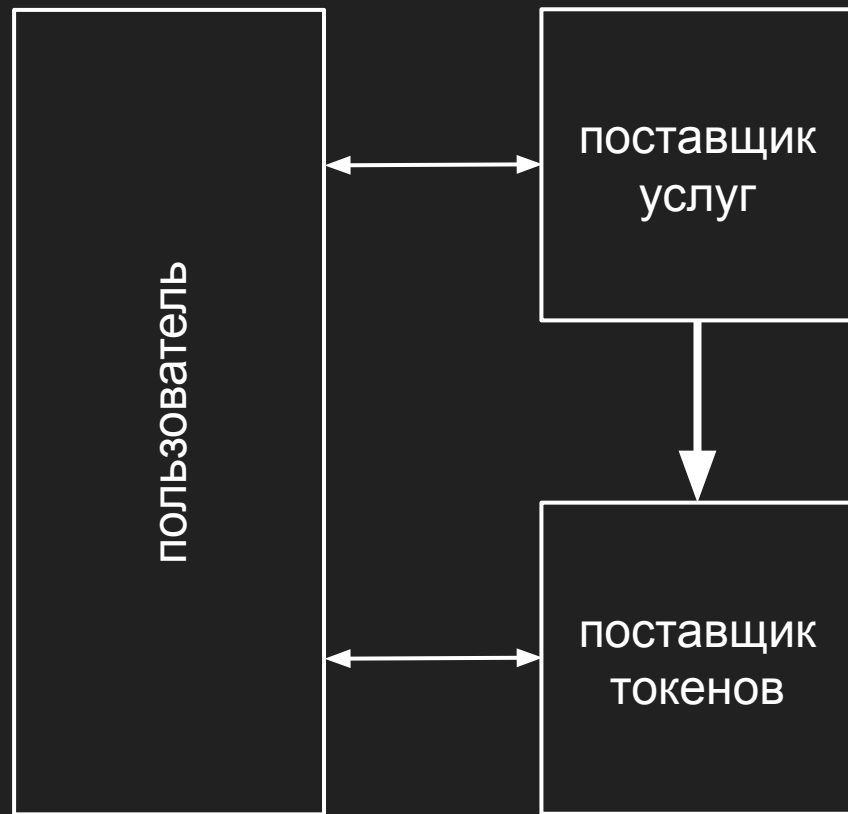 пользователь
поставщик
услуг
поставщик
токенов